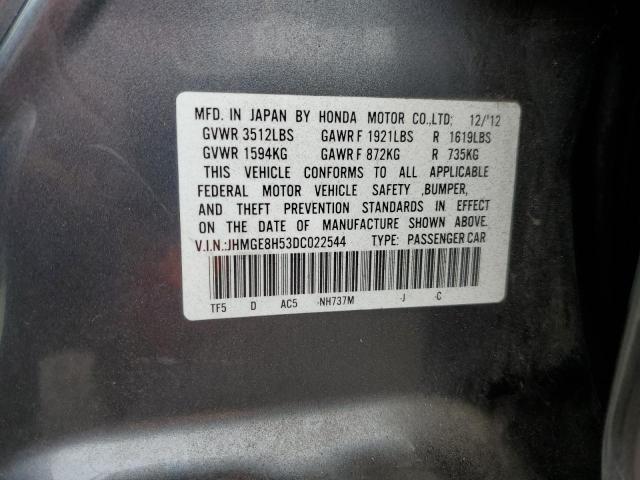 MFD. IN JAPAN BY HONDA MOTOR CO.,LTD; 12/'12
GVWR 3512LBS GAWR F 1921LBS R 1619LBS
GVWR 1594KG GAWR F 872KG R 735KG
THIS VEHICLE CONFORMS TO ALL APPLICABLE
FEDERAL MOTOR VEHICLE SAFETY ,BUMPER,
AND THEFT PREVENTION STANDARDS IN EFFECT
ON THE DATE OF MANUFACTURE SHOWN ABOVE.
V.I.N.:JHMGE8H53DC022544 TYPE: PASSENGER CAR
TF5 D AC5 -NH737M -J -C